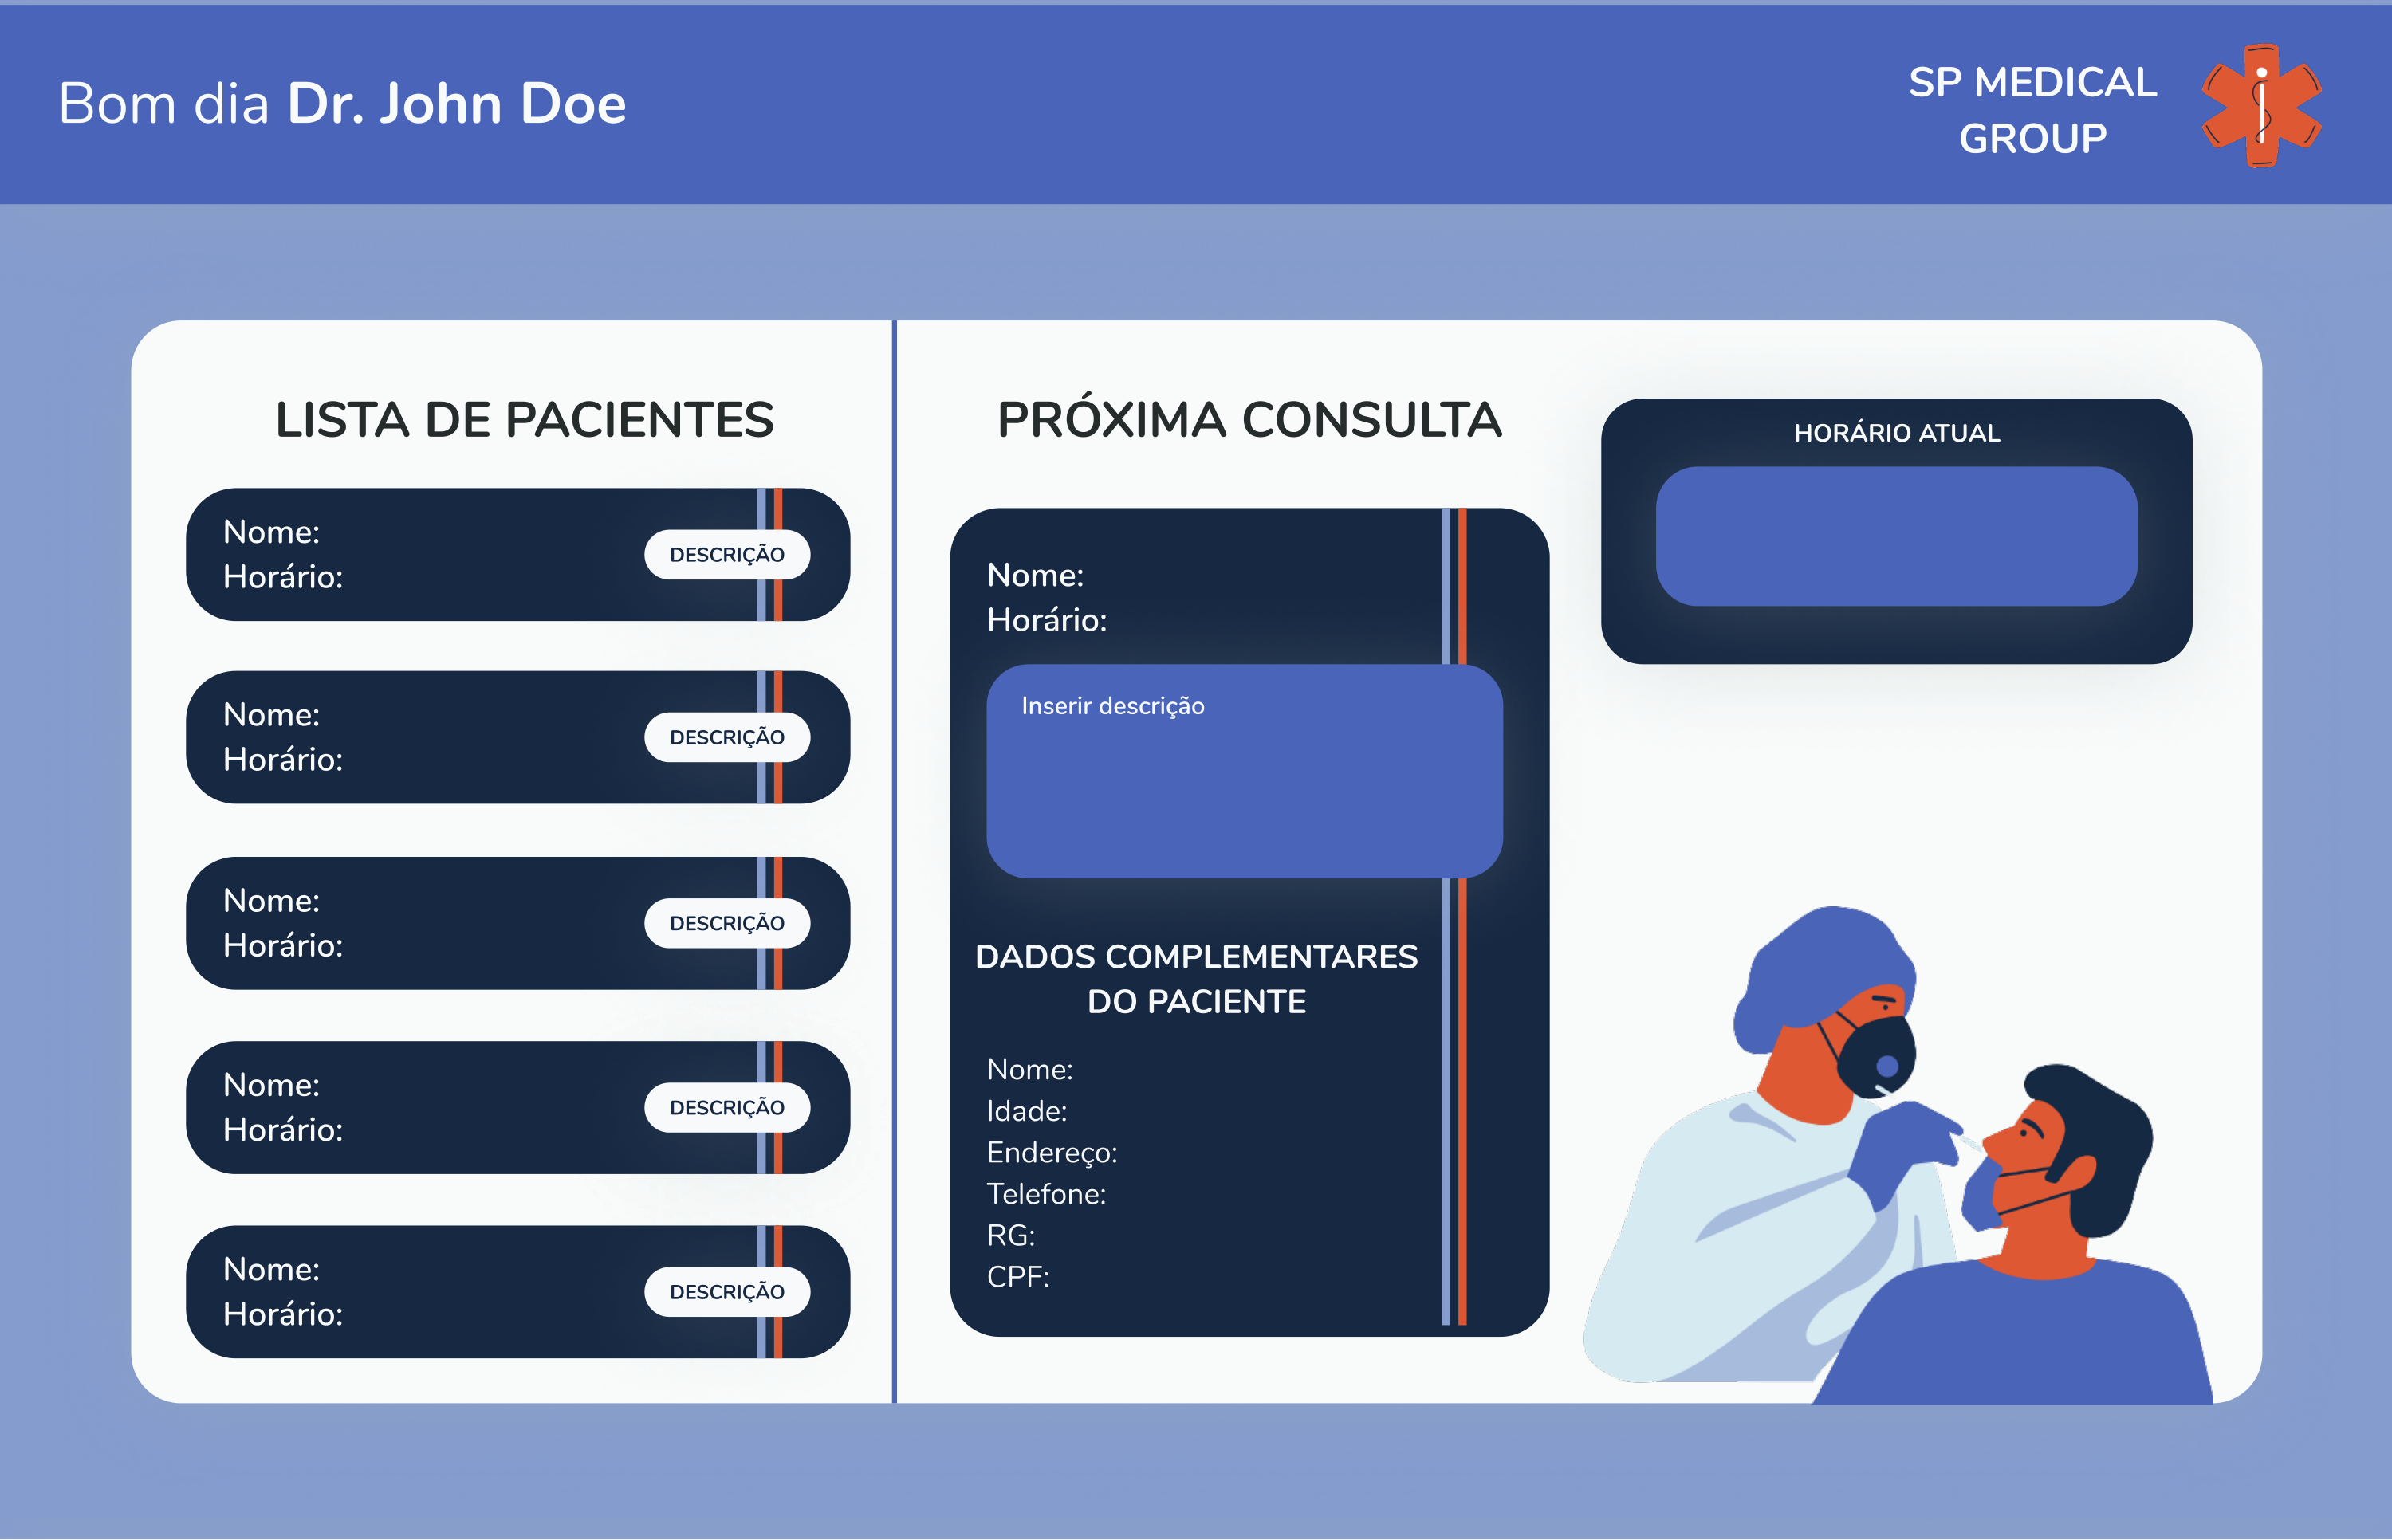 Bom dia Dr. John Doe
SP MEDICAL
GROUP
LISTA DE PACIENTES
Nome:
Horário:
DESCRIÇÃO
Nome:
Horário:
DESCRIÇÃO
Nome:
Horário:
DESCRIÇÃO
Nome:
Horário:
DESCRIÇÃO
Nome:
Horário:
DESCRIÇÃO
PRÓXIMA CONSULTA
Nome:
Horário:
Inserir descrição
DADOS COMPLEMENTARES
DO PACIENTE
Nome:
Idade:
Endereço:
Telefone:
RG:
CPF:
HORÁRIO ATUAL